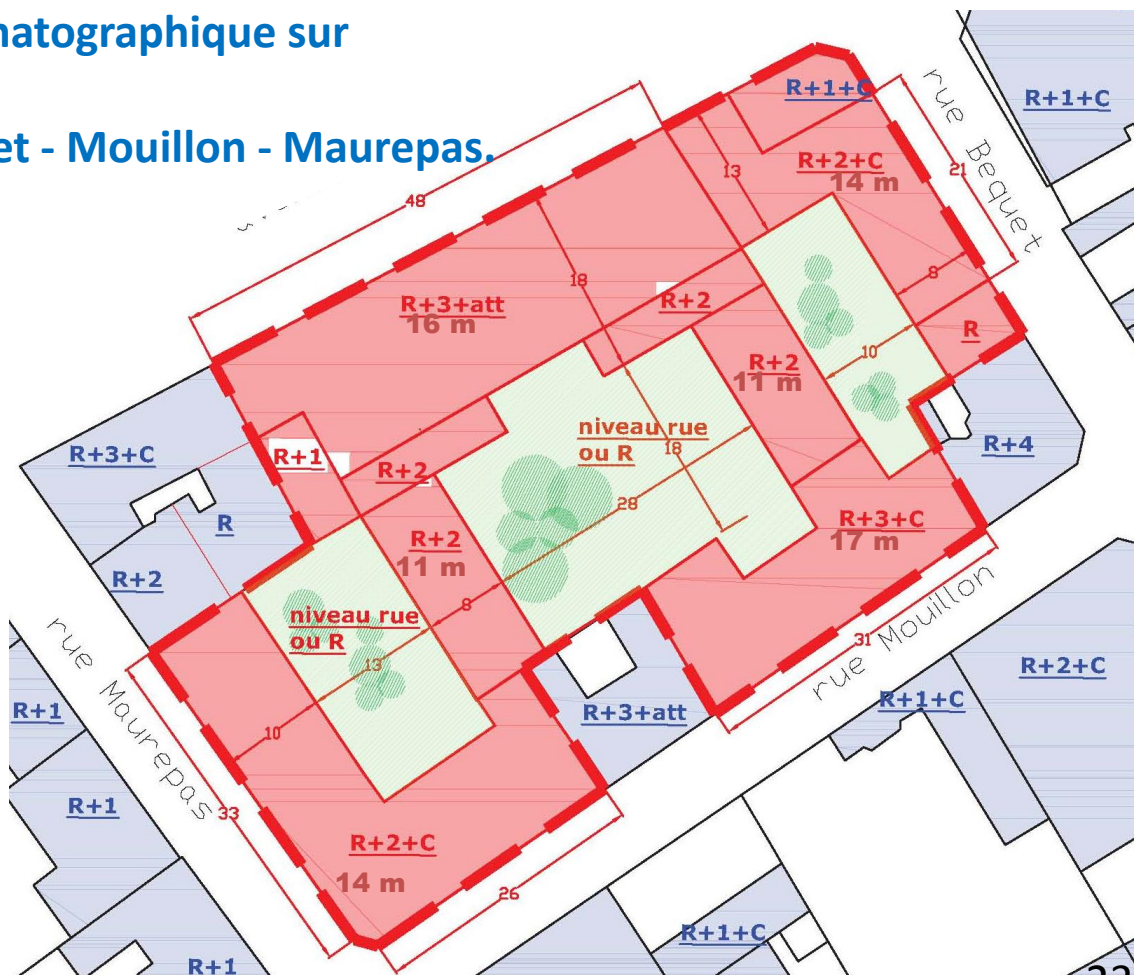 natographique sur
et - Mouillon - Maurepas.
R+1+C
rue Bequet
R+1+C
48
13
R+2+C
14 m
21
18
R+3+att
16 m
R+2
8
R
10
R+2
11 m
niveau rue
ou R
18
R+3+C
R+1
R+2
R+4
28
R
R+3+C
17 m
R+2
R+2
11 m
8
niveau rue
ou R
13
rue Mouillon
31
rue Maurepas
R+2+C
R+1
R+3+att
R+1+C
10
R+1
33
R+2+C
14 m
26
R+1+C
R+1